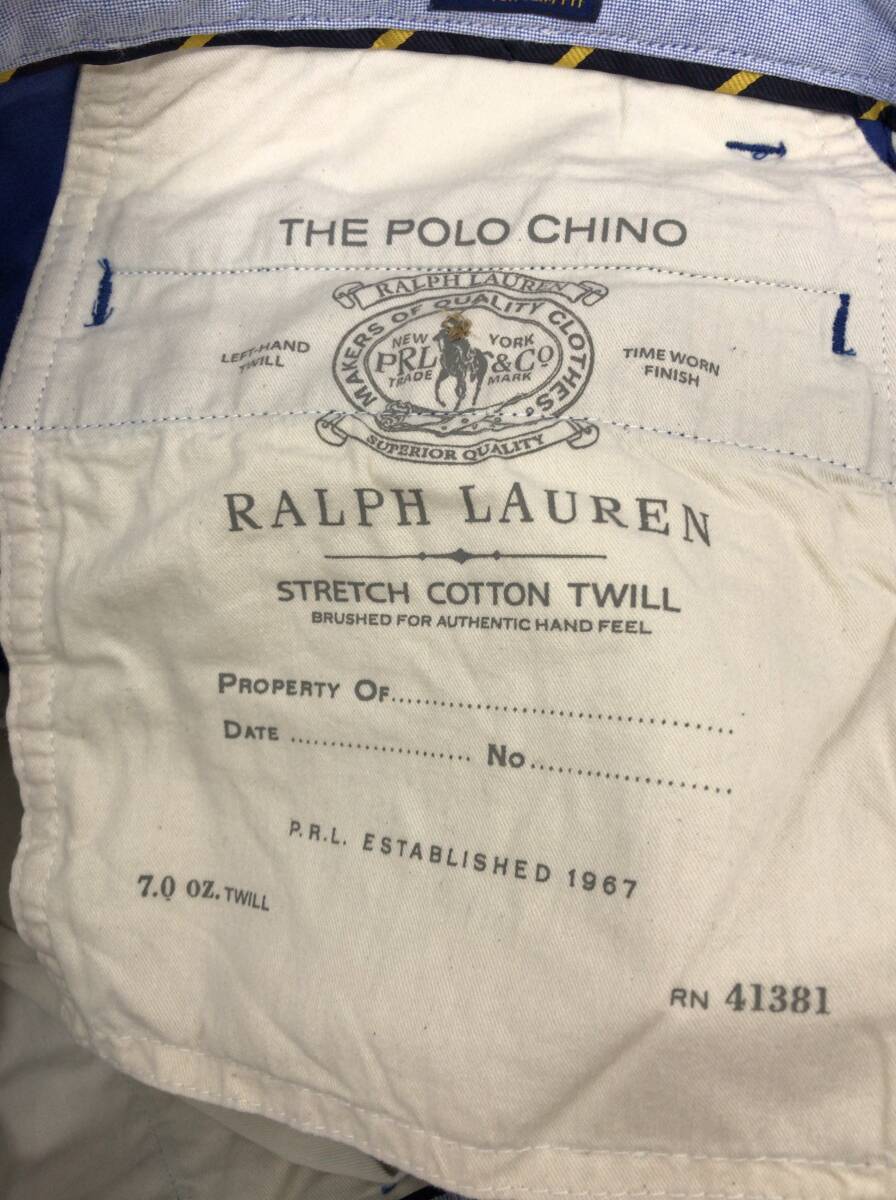 THE POLO CHINO
RALPH LAUREN
MAKERS OF QUALITY CLOTHES
NEW YORK
PRL &Co
TRADE MARK
LEFT-HAND
TWILL
TIME WORN
FINISH
SUPERIOR QUALITY
RALPH LAUREN
STRETCH COTTON TWILL
BRUSHED FOR AUTHENTIC HAND FEEL
PROPERTY OF....................................
DATE ...................... No........................
P.R.L. ESTABLISHED 1967
7.0 OZ. TWILL
RN 41381